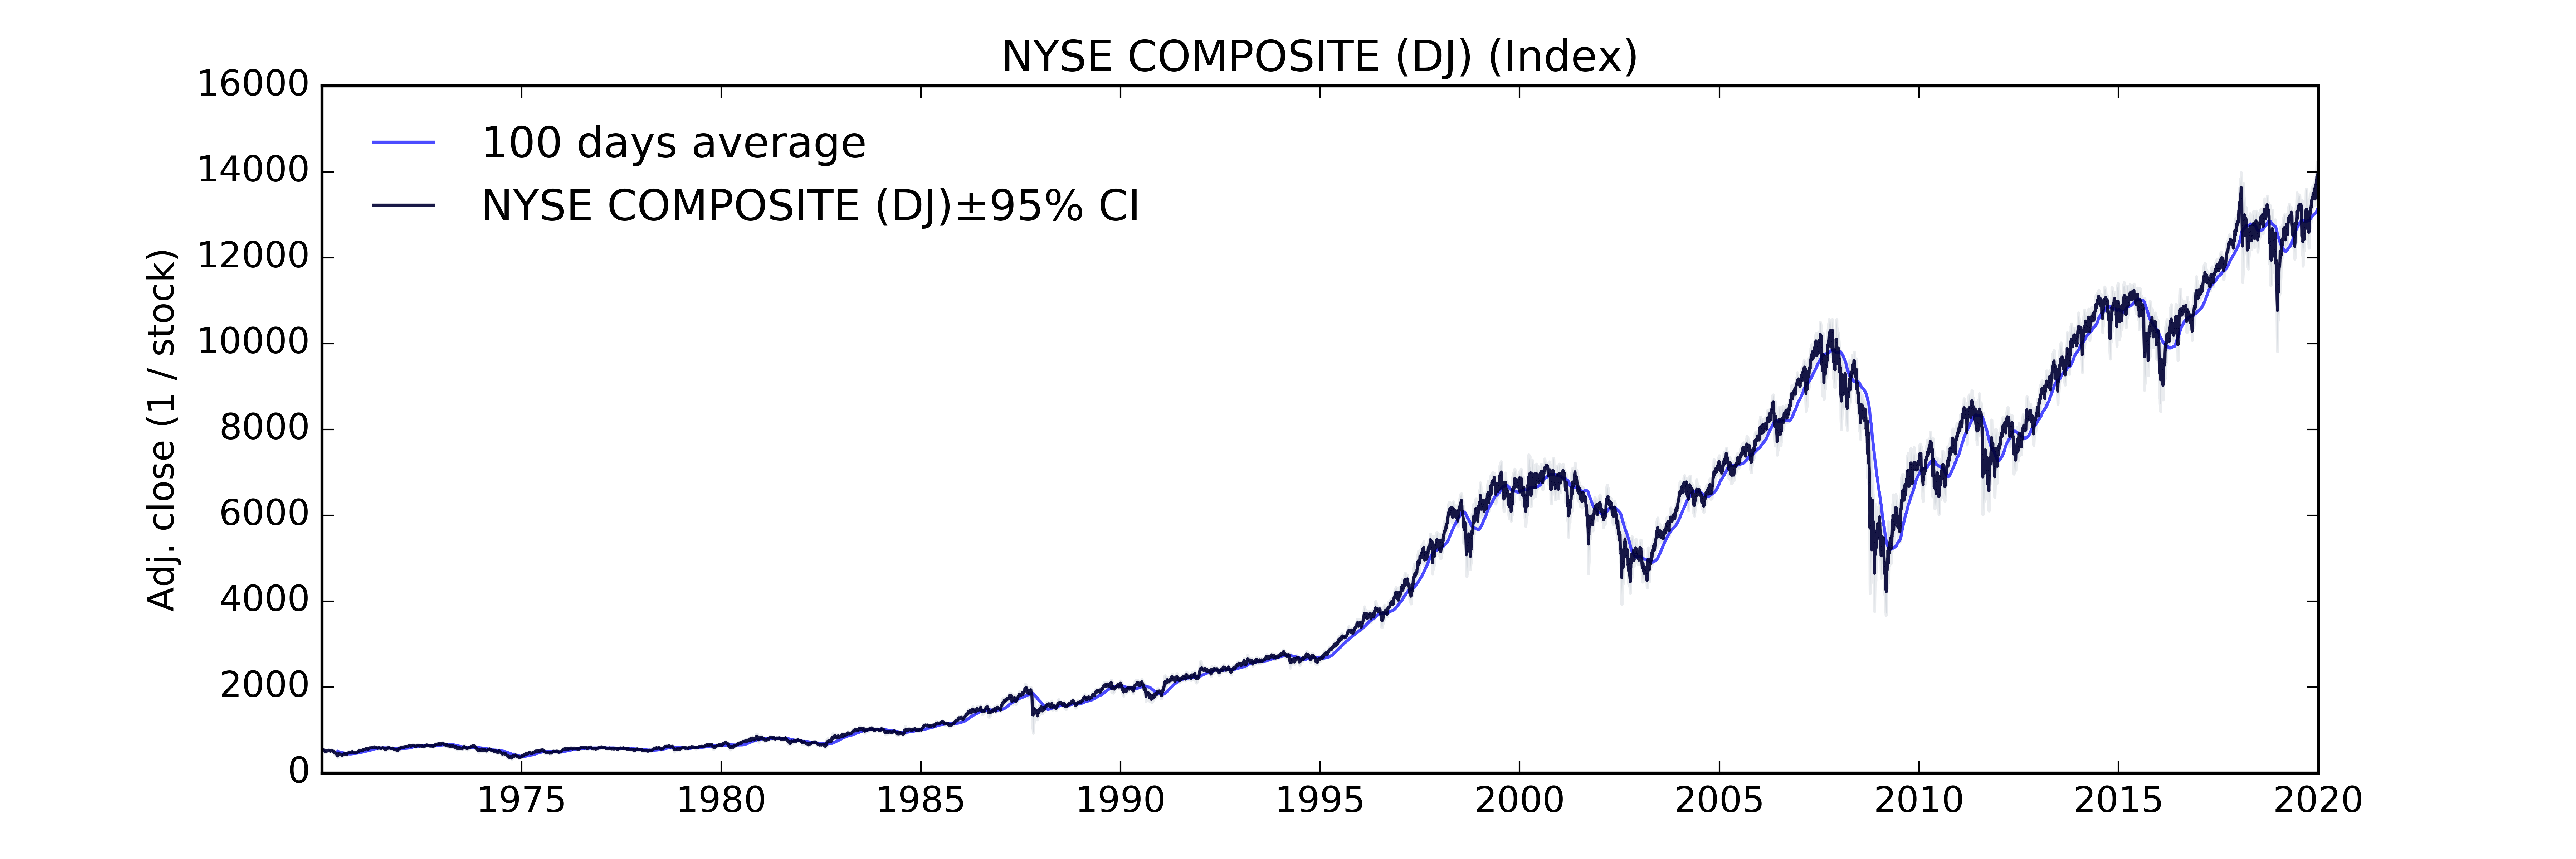 NYSE COMPOSITE (DJ) (Index)
16000
14000
12000
10000
8000
6000
4000
2000
0
Adj. close (1 / stock)
100 days average
NYSE COMPOSITE (DJ)±95% CI
1975 1980 1985 1990 1995 2000 2005 2010 2015 2020